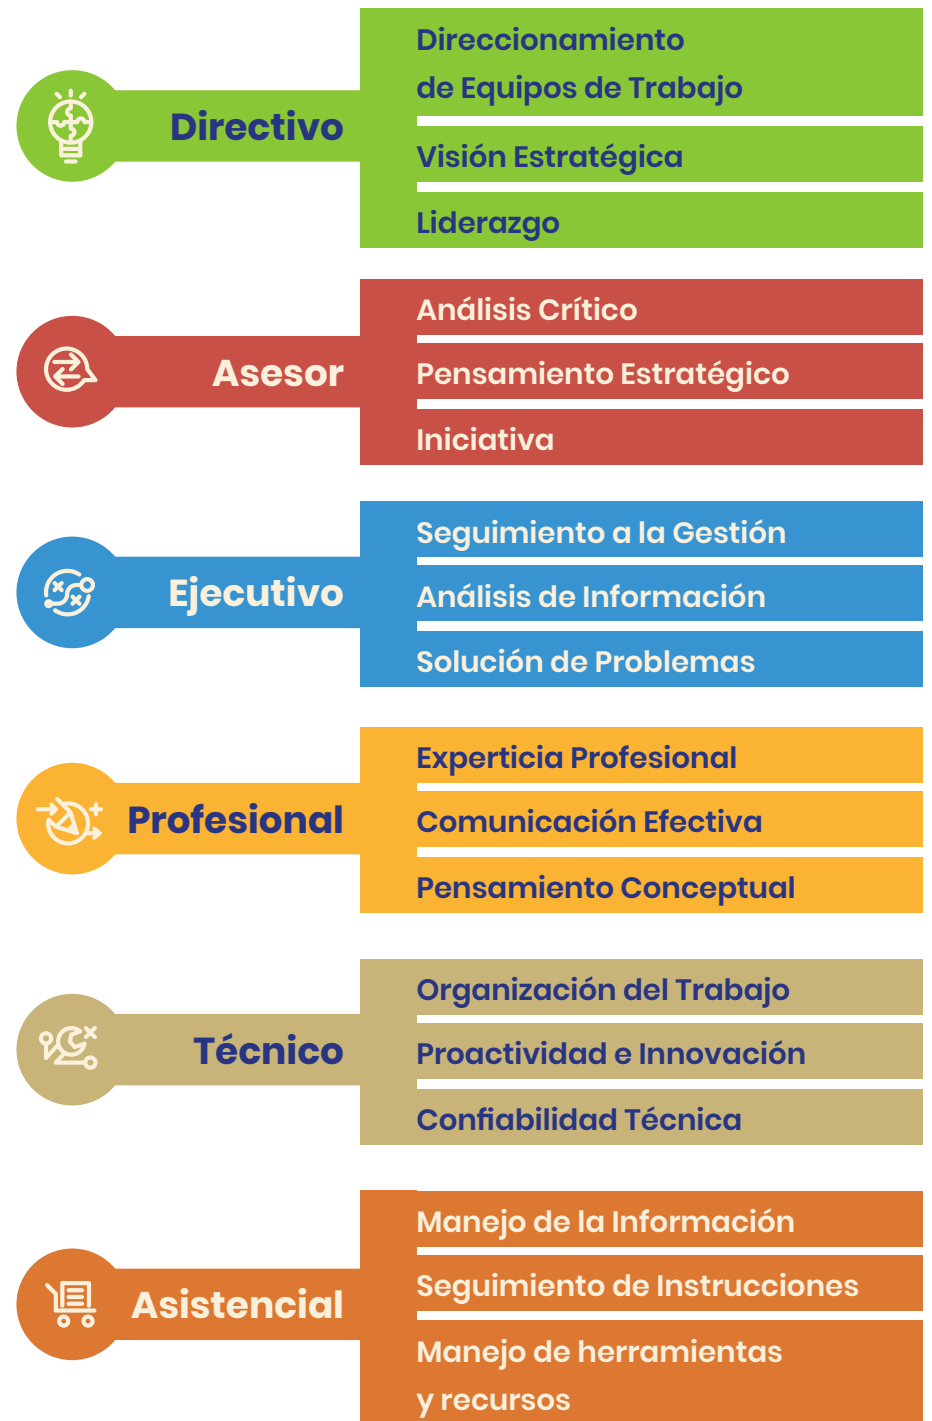 Directivo
Direccionamiento
de Equipos de Trabajo
Visión Estratégica
Liderazgo
Asesor
Análisis Crítico
Pensamiento Estratégico
Iniciativa
Ejecutivo
Seguimiento a la Gestión
Análisis de Información
Solución de Problemas
Profesional
Experticia Profesional
Comunicación Efectiva
Pensamiento Conceptual
Técnico
Organización del Trabajo
Proactividad e Innovación
Confiabilidad Técnica
Asistencial
Manejo de la Información
Seguimiento de Instrucciones
Manejo de herramientas
y recursos